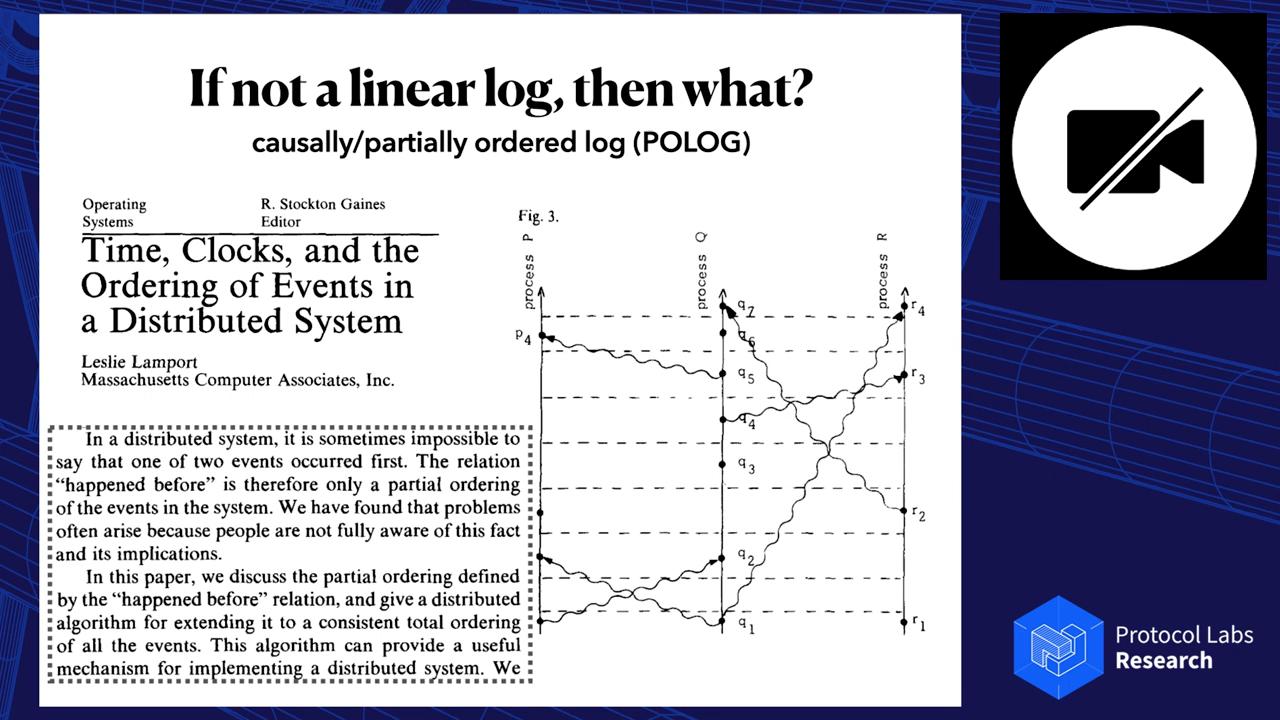 If not a linear log, then what?
causally/partially ordered log (POLOG)
Operating
Systems
R. Stockton Gaines
Editor
Time, Clocks, and the
Ordering of Events in
a Distributed System
Leslie Lamport
Massachusetts Computer Associates, Inc.
In a distributed system, it is sometimes impossible to
say that one of two events occurred first. The relation
“happened before” is therefore only a partial ordering
of the events in the system. We have found that problems
often arise because people are not fully aware of this fact
and its implications.
In this paper, we discuss the partial ordering defined
by the “happened before” relation, and give a distributed
algorithm for extending it to a consistent total ordering
of all the events. This algorithm can provide a useful
mechanism for implementing a distributed system. We
Fig. 3.
process P
process Q
process R
q7
r4
p4
q6
q5
r3
q4
q3
r2
q2
q1
r1
Protocol Labs
Research